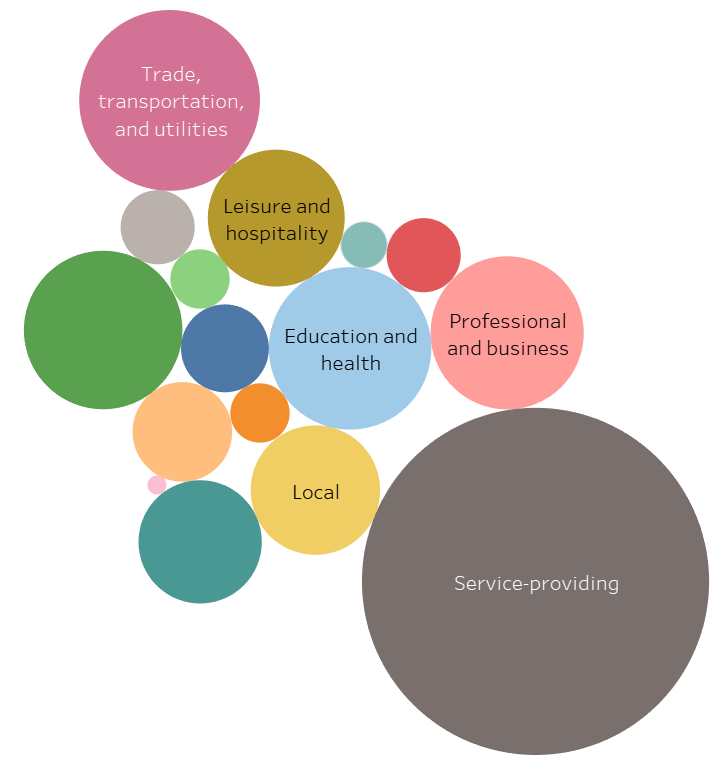 Trade,
transportation,
and utilities
Leisure and
hospitality
Professional
and business
Education and
health
Local
Service-providing